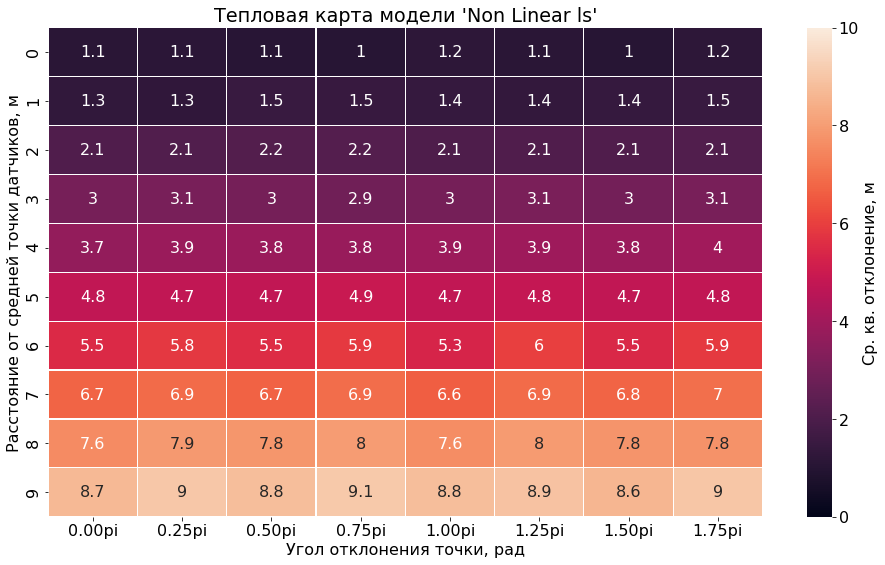 Тепловая карта модели 'Non Linear ls'
Расстояние от средней точки датчиков, м
0 1.1 1.1 1.1 1 1.2 1.1 1 1.2
1 1.3 1.3 1.5 1.5 1.4 1.4 1.4 1.5
2 2.1 2.1 2.2 2.2 2.1 2.1 2.1 2.1
3 3 3.1 3 2.9 3 3.1 3 3.1
4 3.7 3.9 3.8 3.8 3.9 3.9 3.8 4
5 4.8 4.7 4.7 4.9 4.7 4.8 4.7 4.8
6 5.5 5.8 5.5 5.9 5.3 6 5.5 5.9
7 6.7 6.9 6.7 6.9 6.6 6.9 6.8 7
8 7.6 7.9 7.8 8 7.6 8 7.8 7.8
9 8.7 9 8.8 9.1 8.8 8.9 8.6 9
0.00pi 0.25pi 0.50pi 0.75pi 1.00pi 1.25pi 1.50pi 1.75pi
Угол отклонения точки, рад
10
8
6
4
2
0
Ср. кв. отклонение, м